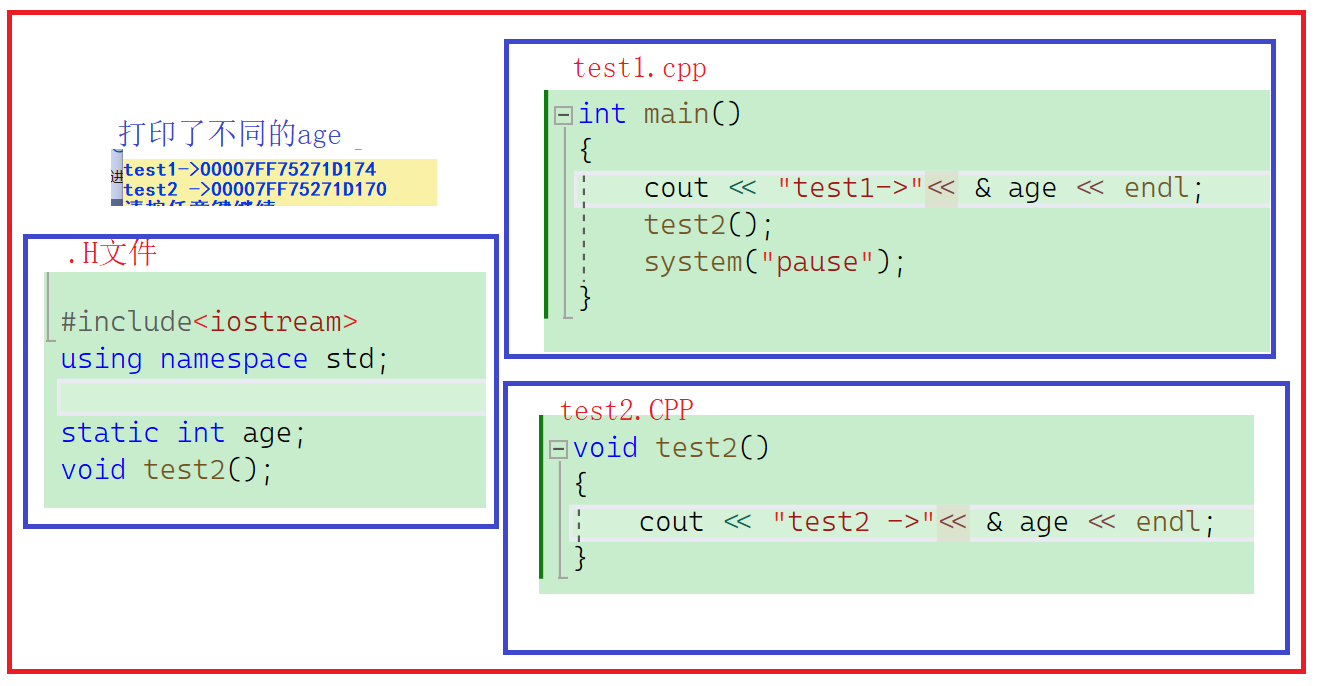 打印了不同的age
进
test1->00007FF75271D174
test2 ->00007FF75271D170
.H文件
#include<iostream>
using namespace std;
static int age;
void test2();
test1.cpp
int main()
{
cout << "test1->"<< & age << endl;
test2();
system("pause");
}
test2.CPP
void test2()
{
cout << "test2 ->"<< & age << endl;
}